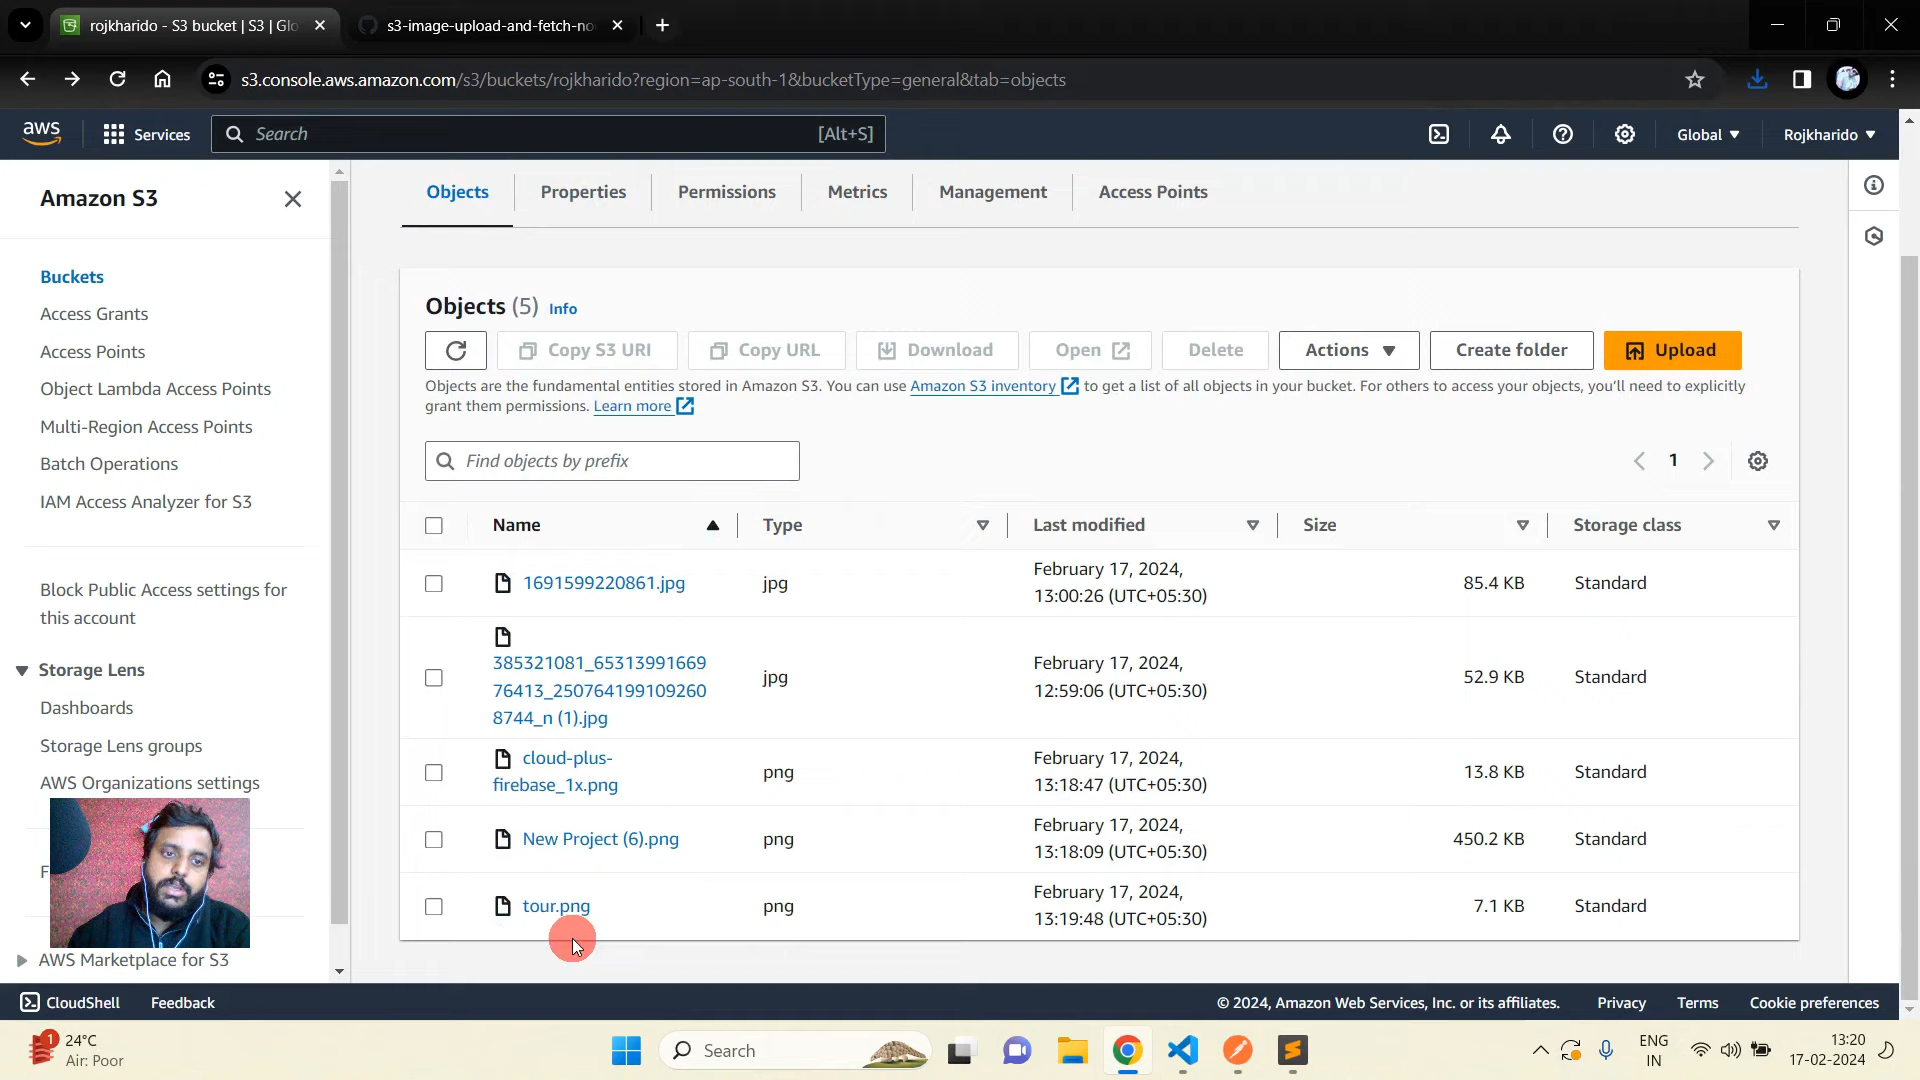 rojkharido - S3 bucket | S3 | Glo
s3-image-upload-and-fetch-no
s3.console.aws.amazon.com/s3/buckets/rojkharido?region=ap-south-1&bucketType=general&tab=objects
aws
Services
Search
[Alt+S]
Global
Rojkharido
Amazon S3
Buckets
Access Grants
Access Points
Object Lambda Access Points
Multi-Region Access Points
Batch Operations
IAM Access Analyzer for S3
Block Public Access settings for
this account
Storage Lens
Dashboards
Storage Lens groups
AWS Organizations settings
F
AWS Marketplace for S3
Objects
Properties
Permissions
Metrics
Management
Access Points
Objects (5) Info
Copy S3 URI
Copy URL
Download
Open
Delete
Actions
Create folder
Upload
Objects are the fundamental entities stored in Amazon S3. You can use Amazon S3 inventory to get a list of all objects in your bucket. For others to access your objects, you'll need to explicitly
grant them permissions. Learn more
Find objects by prefix
1
Name
Type
Last modified
Size
Storage class
1691599220861.jpg
jpg
February 17, 2024,
13:00:26 (UTC+05:30)
85.4 KB
Standard
385321081_65313991669
76413_250764199109260
8744_n (1).jpg
jpg
February 17, 2024,
12:59:06 (UTC+05:30)
52.9 KB
Standard
cloud-plus-
firebase_1x.png
png
February 17, 2024,
13:18:47 (UTC+05:30)
13.8 KB
Standard
New Project (6).png
png
February 17, 2024,
13:18:09 (UTC+05:30)
450.2 KB
Standard
tour.png
png
February 17, 2024,
13:19:48 (UTC+05:30)
7.1 KB
Standard
CloudShell
Feedback
© 2024, Amazon Web Services, Inc. or its affiliates.
Privacy
Terms
Cookie preferences
1
24°C
Air: Poor
Search
ENG
IN
13:20
17-02-2024